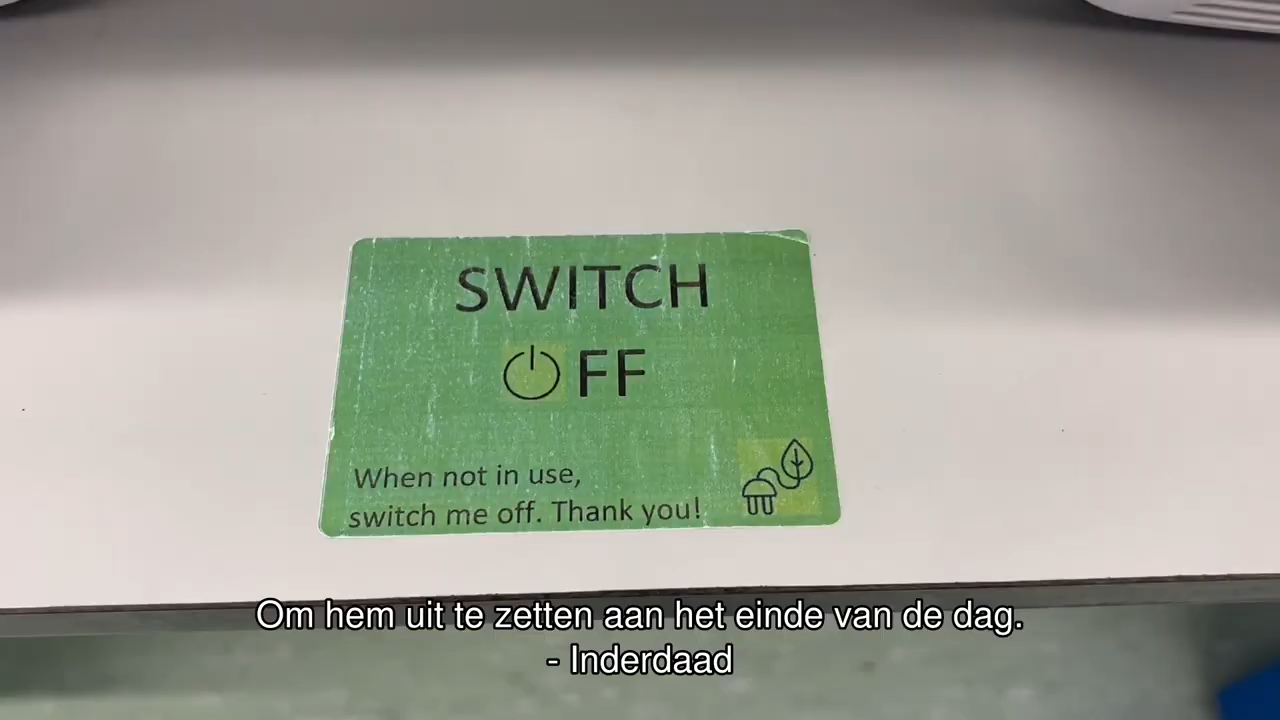 SWITCH
⏻FF
When not in use,
switch me off. Thank you!
Om hem uit te zetten aan het einde van de dag.
- Inderdaad